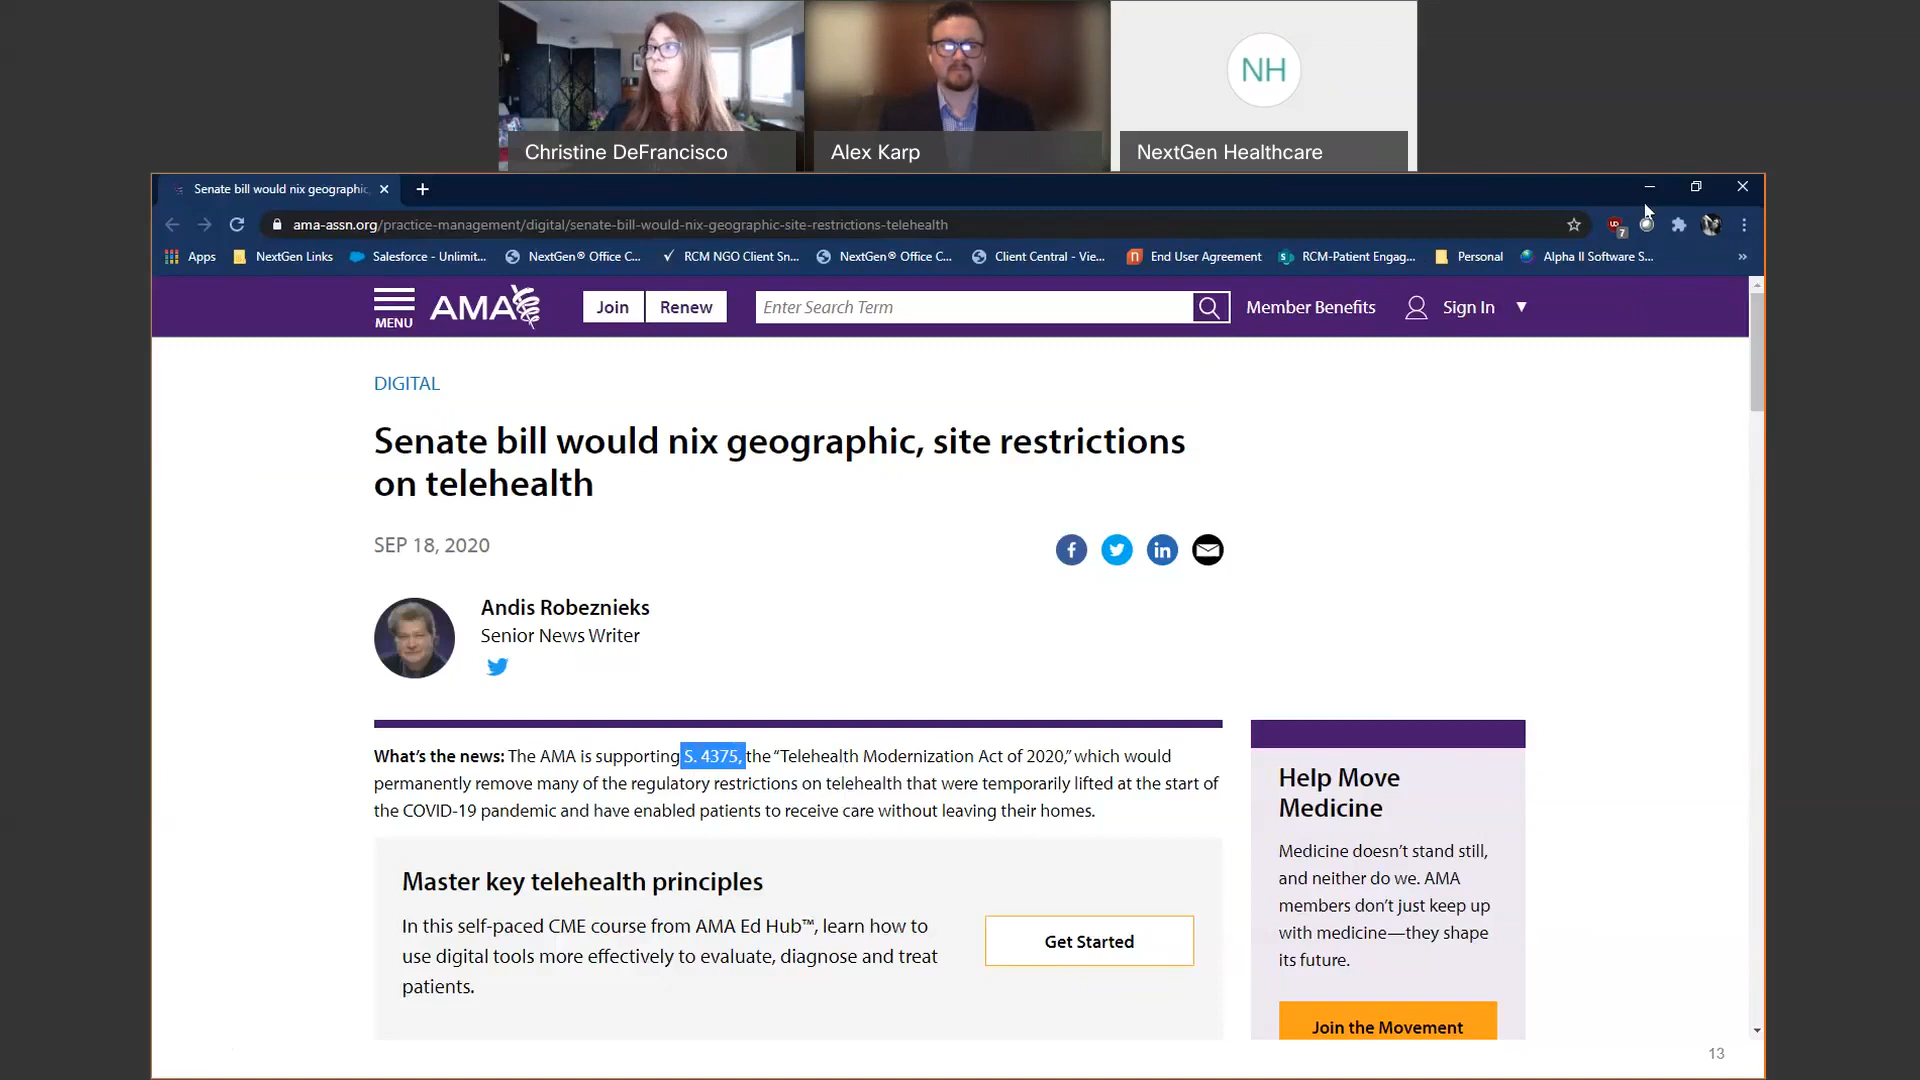 Christine DeFrancisco
Alex Karp
NH
NextGen Healthcare
Senate bill would nix geographic,
ama-assn.org/practice-management/digital/senate-bill-would-nix-geographic-site-restrictions-telehealth
7
Apps
NextGen Links
Salesforce - Unlimit...
NextGen® Office C...
RCM NGO Client Sn...
NextGen® Office C...
Client Central - Vie...
End User Agreement
RCM-Patient Engag...
Personal
Alpha II Software S...
MENU
AMA
Join
Renew
Enter Search Term
Member Benefits
Sign In
DIGITAL
Senate bill would nix geographic, site restrictions
on telehealth
SEP 18, 2020
Andis Robeznieks
Senior News Writer
What's the news: The AMA is supporting S. 4375, the “Telehealth Modernization Act of 2020,” which would
permanently remove many of the regulatory restrictions on telehealth that were temporarily lifted at the start of
the COVID-19 pandemic and have enabled patients to receive care without leaving their homes.
Master key telehealth principles
In this self-paced CME course from AMA Ed Hub™, learn how to
use digital tools more effectively to evaluate, diagnose and treat
patients.
Get Started
Help Move
Medicine
Medicine doesn't stand still,
and neither do we. AMA
members don't just keep up
with medicine—they shape
its future.
Join the Movement
13